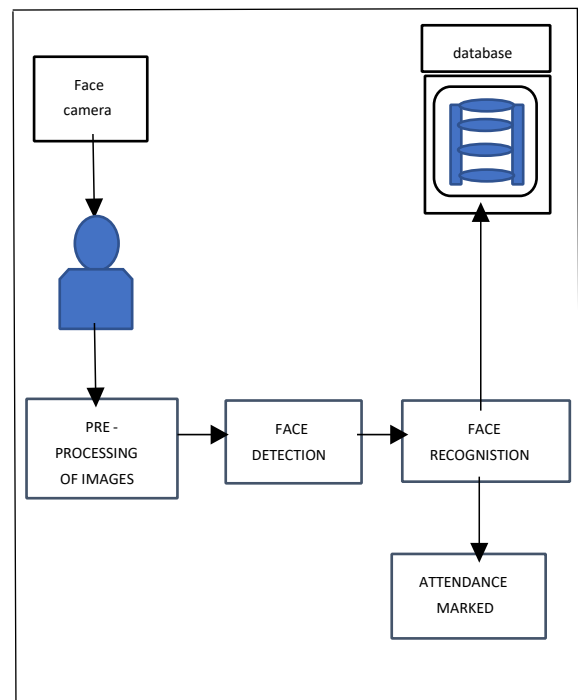 Face
camera
database
PRE -
PROCESSING
OF IMAGES
FACE
DETECTION
FACE
RECOGNISTION
ATTENDANCE
MARKED